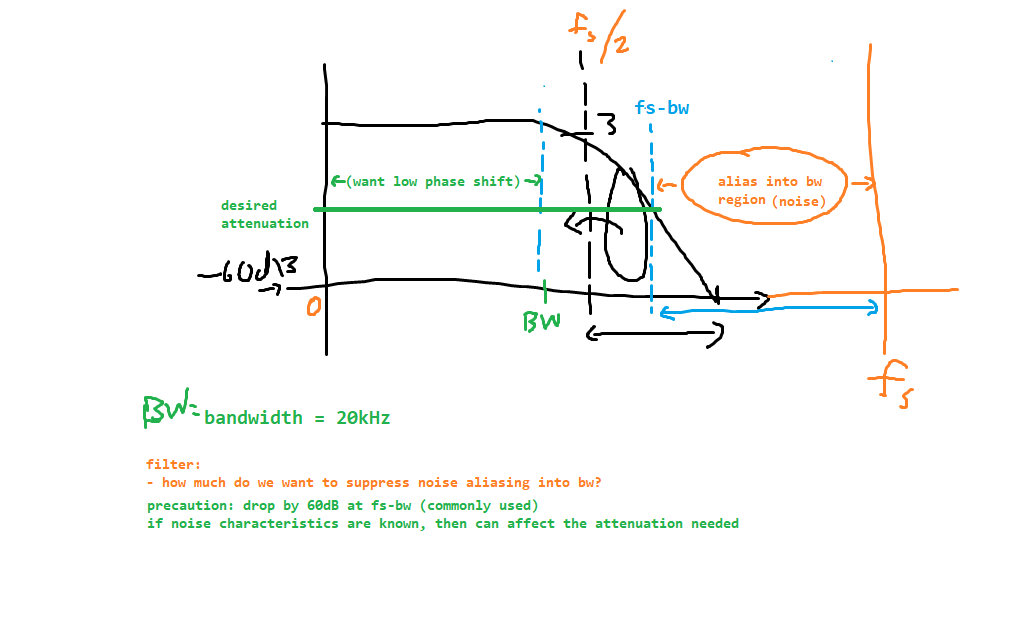 fs/2
3
fs-bw
(want low phase shift)
alias into bw
region (noise)
desired
attenuation
-60dB
0
BW
fs
BW=
bandwidth = 20kHz
filter:
- how much do we want to suppress noise aliasing into bw?
precaution: drop by 60dB at fs-bw (commonly used)
if noise characteristics are known, then can affect the attenuation needed